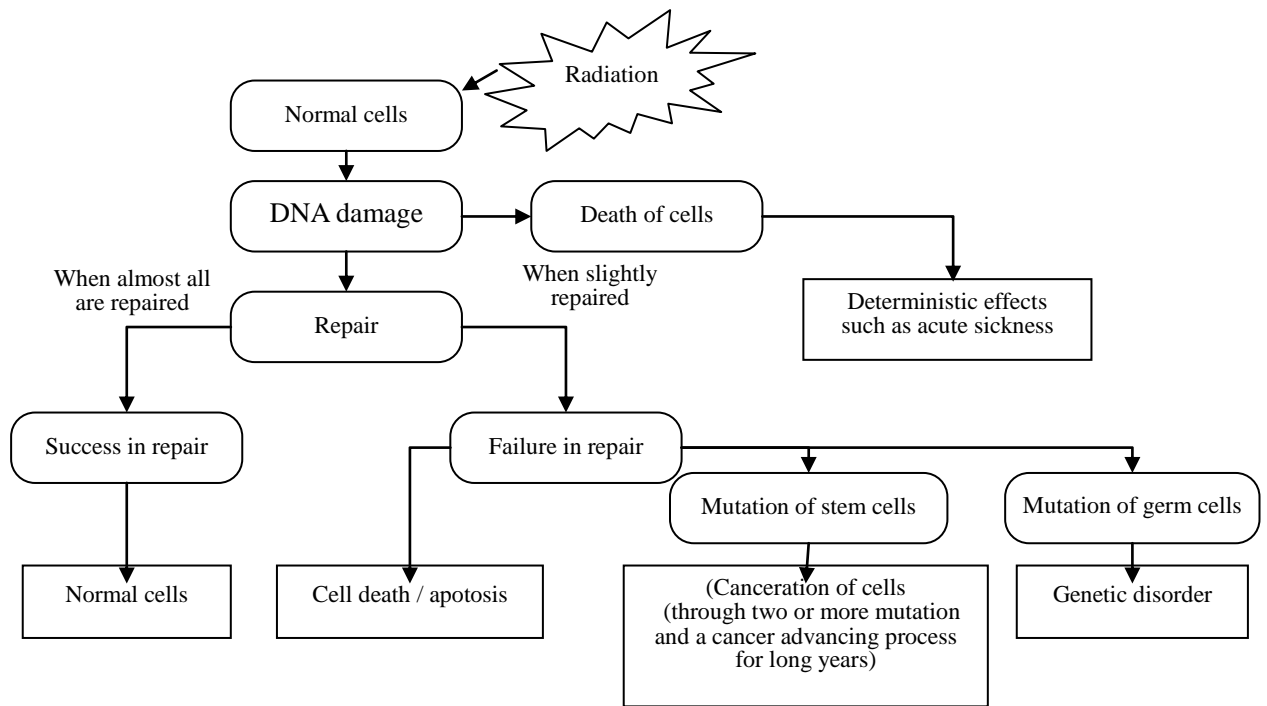 Radiation
Normal cells
DNA damage
Death of cells
When almost all
are repaired
When slightly
repaired
Repair
Deterministic effects
such as acute sickness
Success in repair
Failure in repair
Mutation of stem cells
Mutation of germ cells
Normal cells
Cell death / apotosis
(Canceration of cells
(through two or more mutation
and a cancer advancing process
for long years)
Genetic disorder